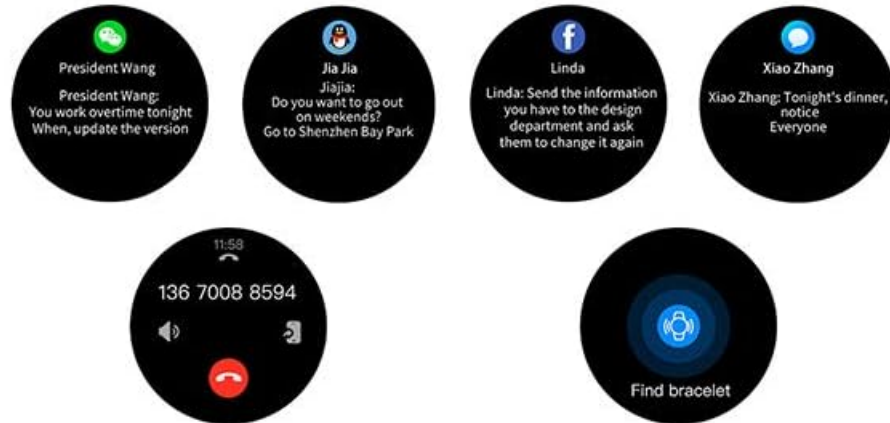 President Wang
President Wang:
You work overtime tonight
When, update the version
Jia Jia
Jiajia:
Do you want to go out
on weekends?
Go to Shenzhen Bay Park
f
Linda
Linda: Send the information
you have to the design
department and ask
them to change it again
Xiao Zhang
Xiao Zhang: Tonight's dinner,
notice
Everyone
11:58
136 7008 8594
Find bracelet